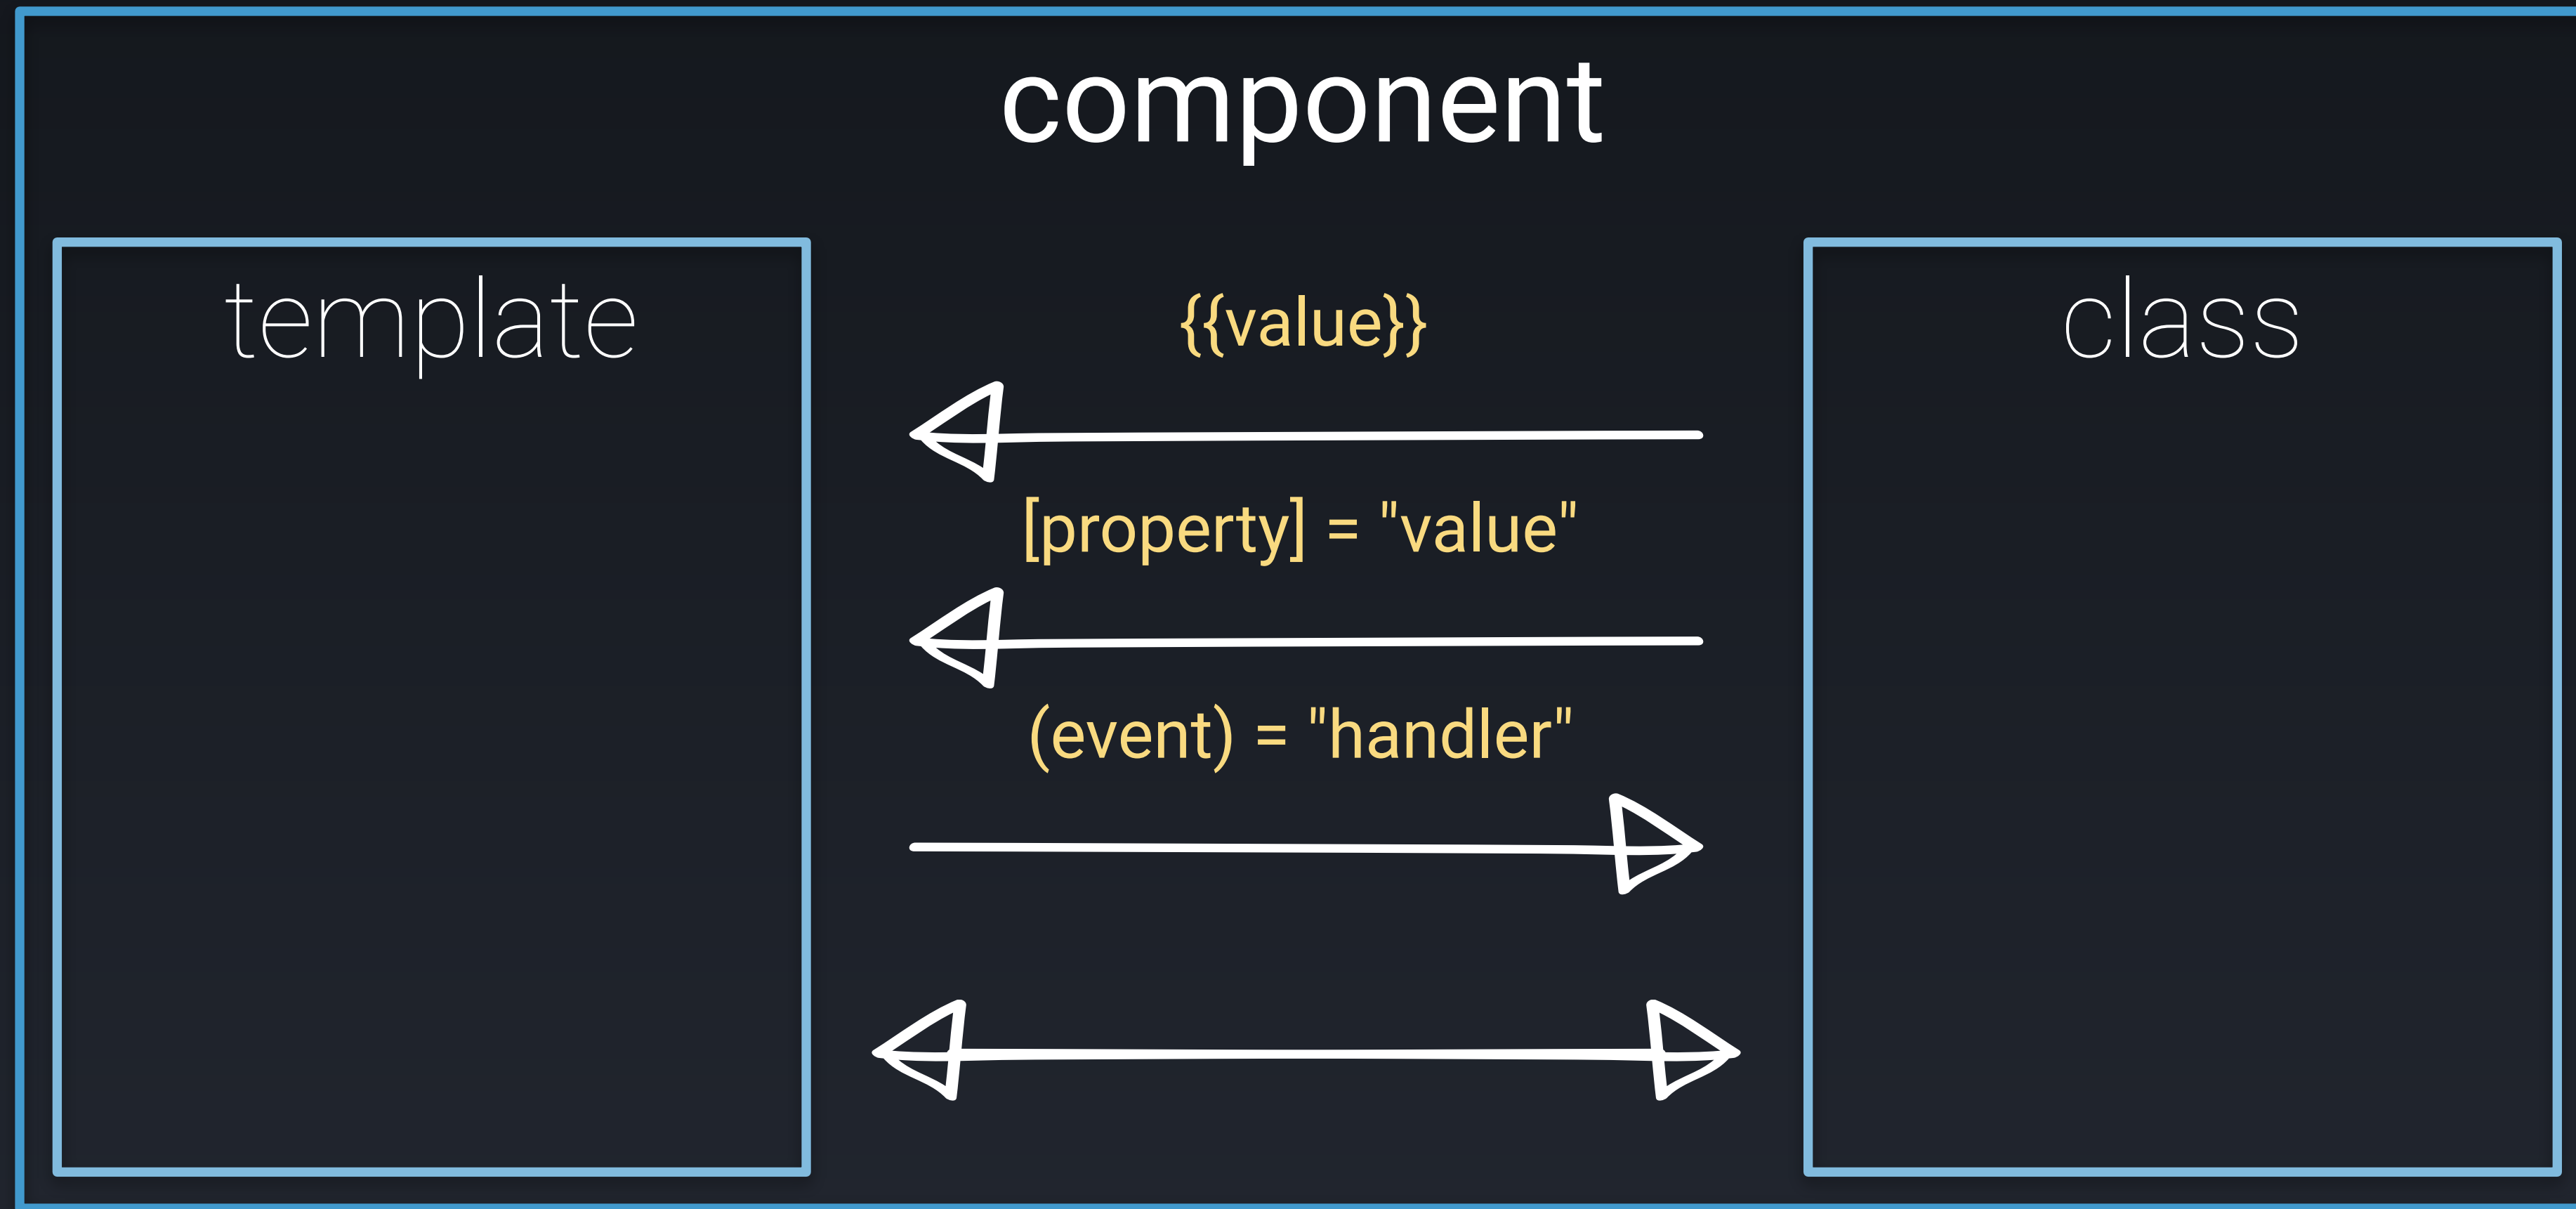 component
template
{{value}}
class
[property] = "value"
(event) = "handler"